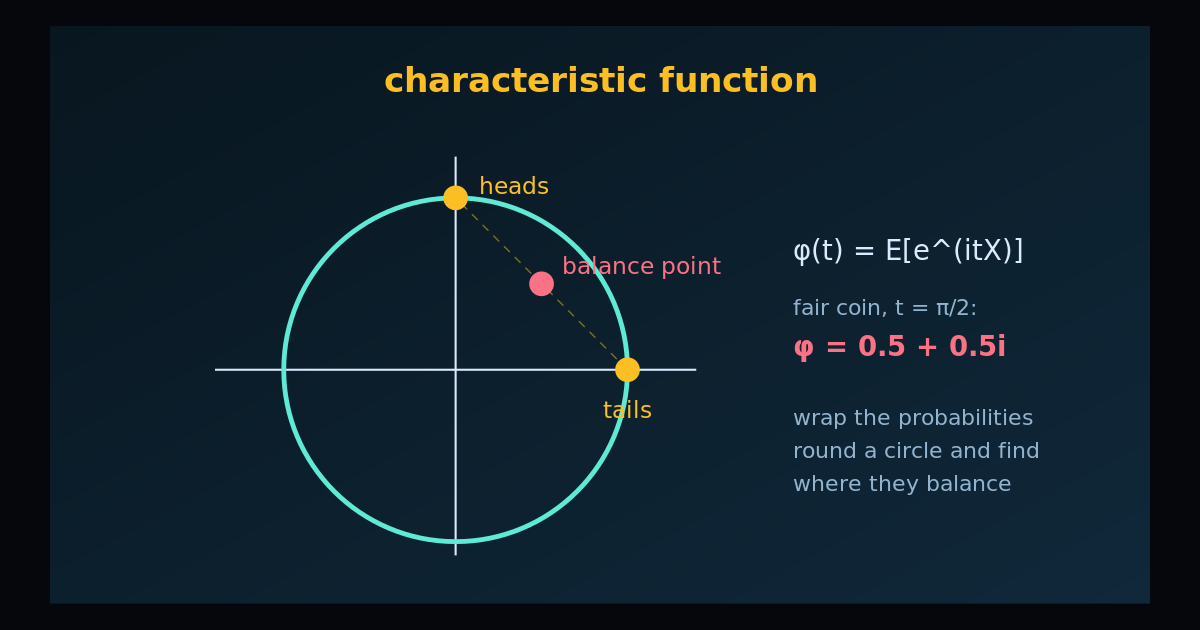 characteristic function
heads
balance point
tails
φ(t) = E[e^(itX)]
fair coin, t = π/2:
φ = 0.5 + 0.5i
wrap the probabilities
round a circle and find
where they balance